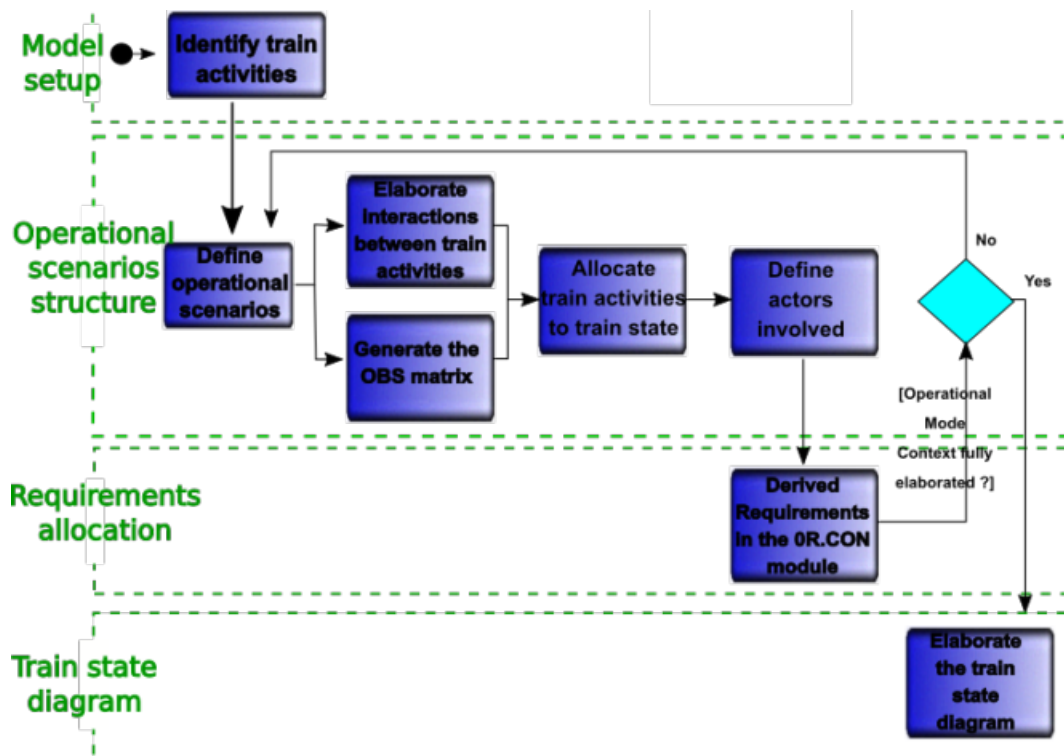 Model
setup
Identify train
activities
Operational
scenarios
structure
Define
operational
scenarios
Elaborate
interactions
between train
activities
Generate the
OBS matrix
Allocate
train activities
to train state
Define
actors
involved
No
Yes
[Operational
Mode
Context fully
elaborated ?]
Requirements
allocation
Derived
Requirements
in the 0R.CON
module
Train state
diagram
Elaborate
the train
state
diagram